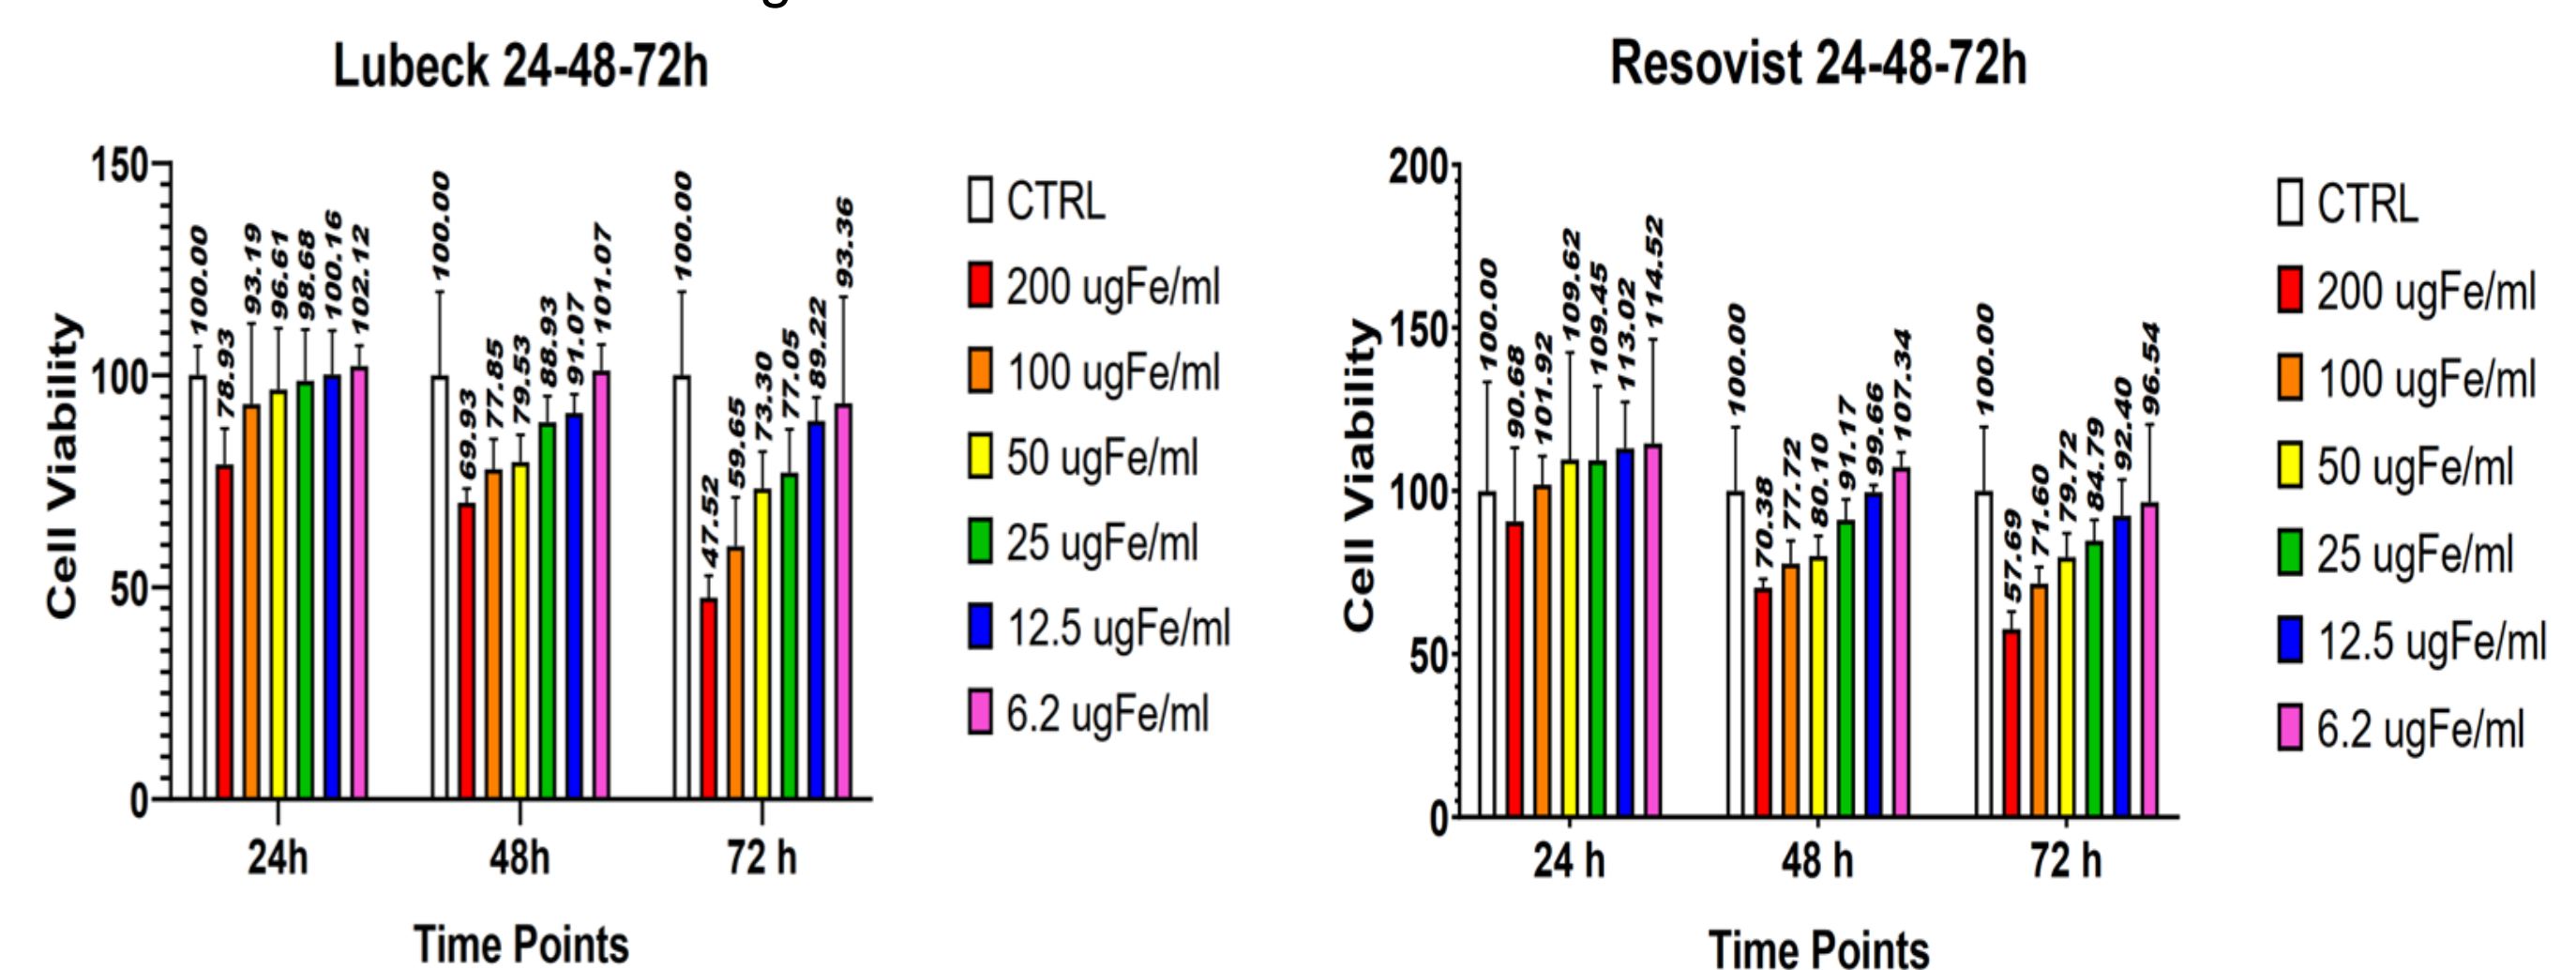 Lubeck 24-48-72h
Cell Viability
150
100
50
0
100.00
78.93
93.19
96.61
98.68
100.16
102.12
100.00
69.93
77.85
79.53
88.93
91.07
101.07
100.00
47.52
59.65
73.30
77.05
89.22
93.36
24h
48h
72 h
Time Points
CTRL
200 ugFe/ml
100 ugFe/ml
50 ugFe/ml
25 ugFe/ml
12.5 ugFe/ml
6.2 ugFe/ml
Resovist 24-48-72h
Cell Viability
200
150
100
50
0
100.00
90.68
101.92
109.62
109.45
113.02
114.52
100.00
70.38
77.72
80.10
91.17
99.66
107.34
100.00
57.69
71.60
79.72
84.79
92.40
96.54
24 h
48 h
72 h
Time Points
CTRL
200 ugFe/ml
100 ugFe/ml
50 ugFe/ml
25 ugFe/ml
12.5 ugFe/ml
6.2 ugFe/ml